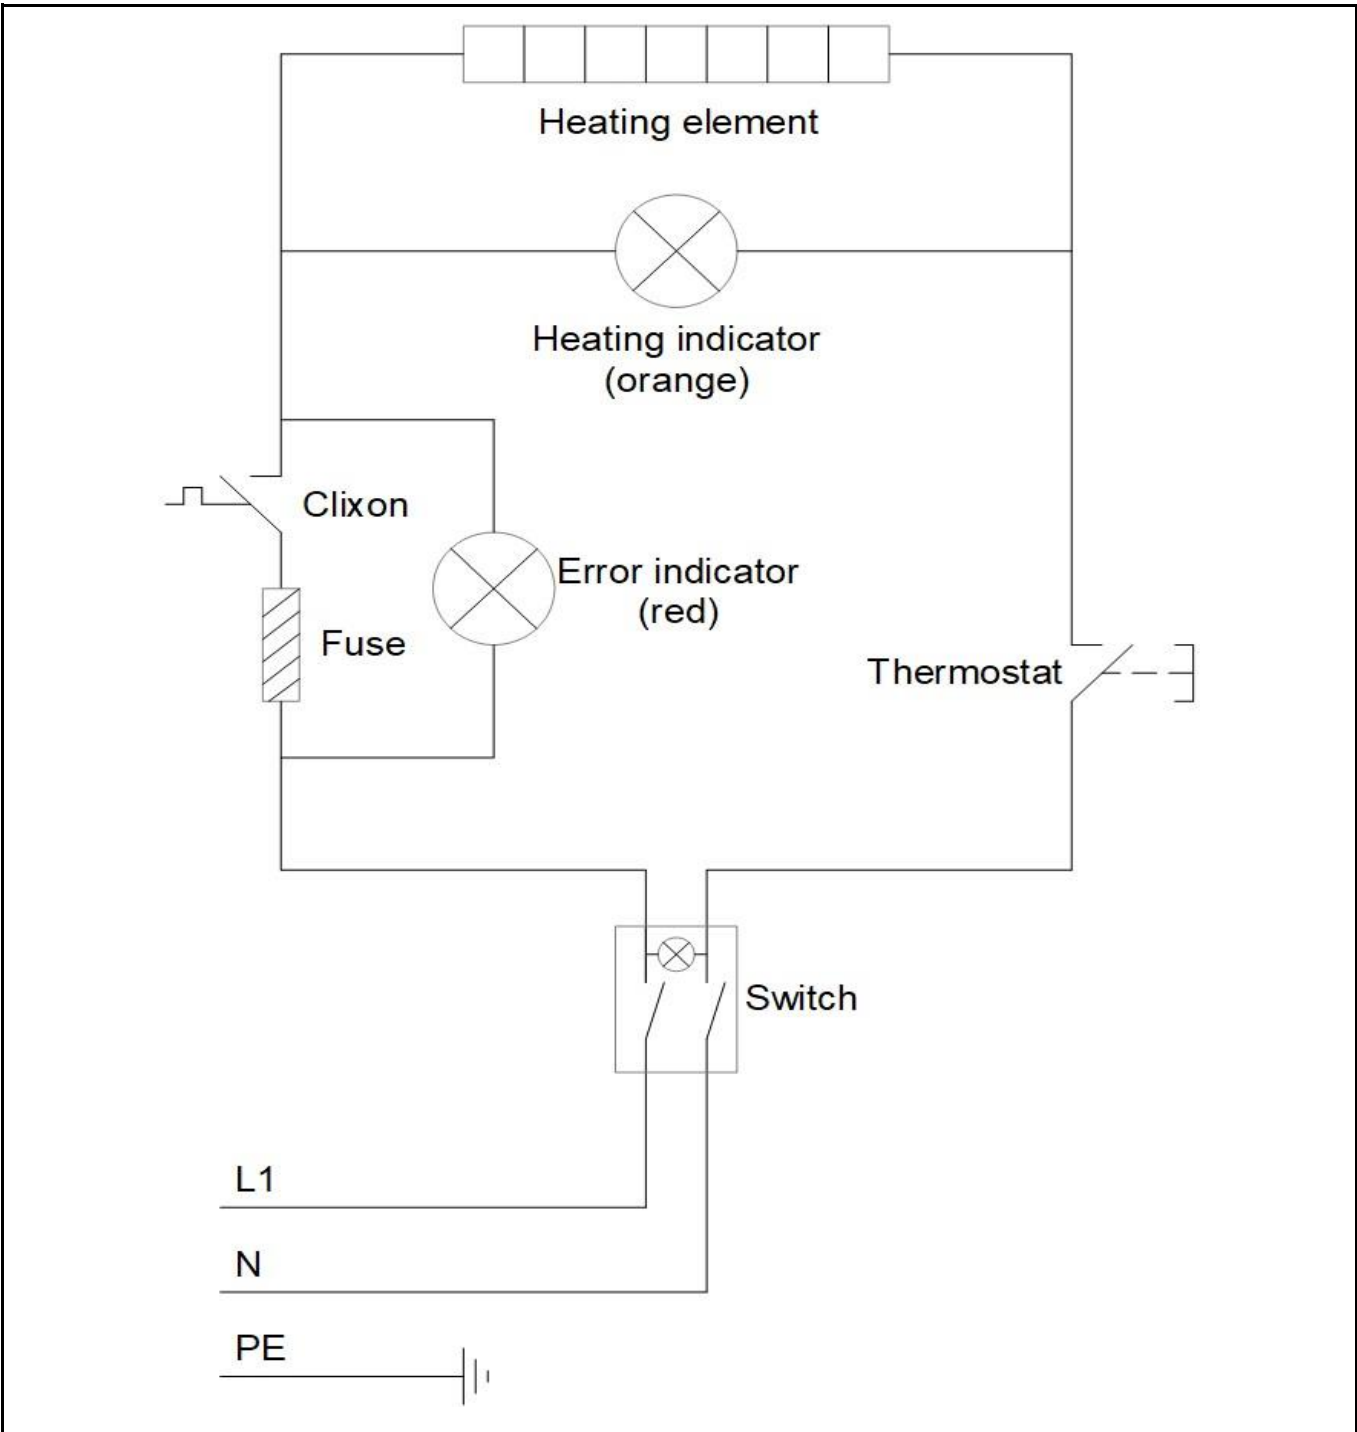 Heating element
Heating indicator
(orange)
Clixon
Error indicator
(red)
Fuse
Thermostat
Switch
L1
N
PE